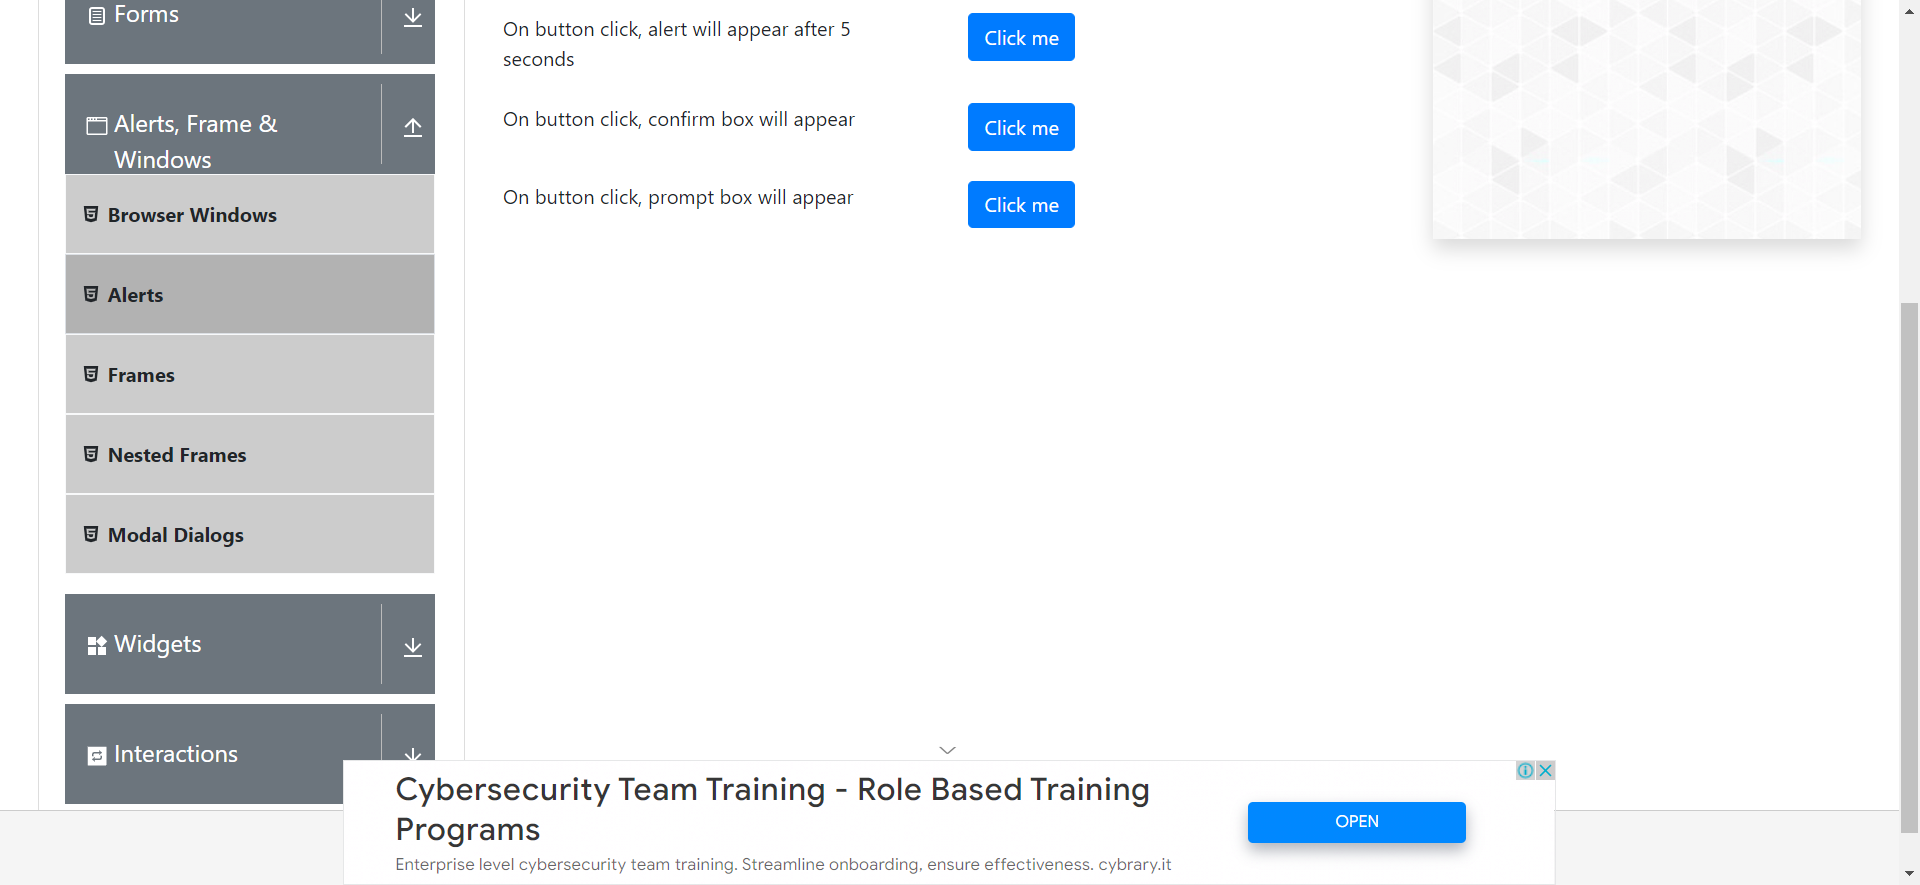 Forms
Alerts, Frame &
Windows
Browser Windows
Alerts
Frames
Nested Frames
Modal Dialogs
Widgets
Interactions
On button click, alert will appear after 5
seconds
Click me
On button click, confirm box will appear
Click me
On button click, prompt box will appear
Click me
Cybersecurity Team Training - Role Based Training
Programs
Enterprise level cybersecurity team training. Streamline onboarding, ensure effectiveness. cybrary.it
OPEN